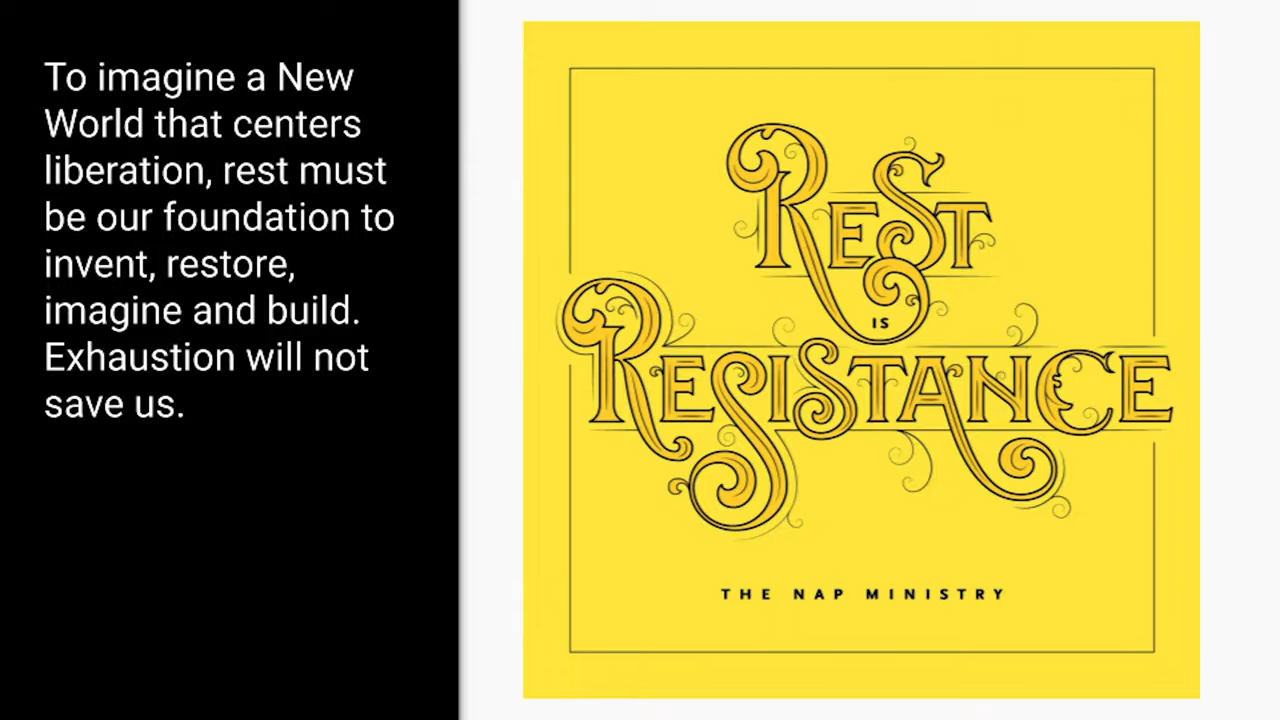 To imagine a New
World that centers
liberation, rest must
be our foundation to
invent, restore,
imagine and build.
Exhaustion will not
save us.
REST
IS
RESISTANCE
THE NAP MINISTRY